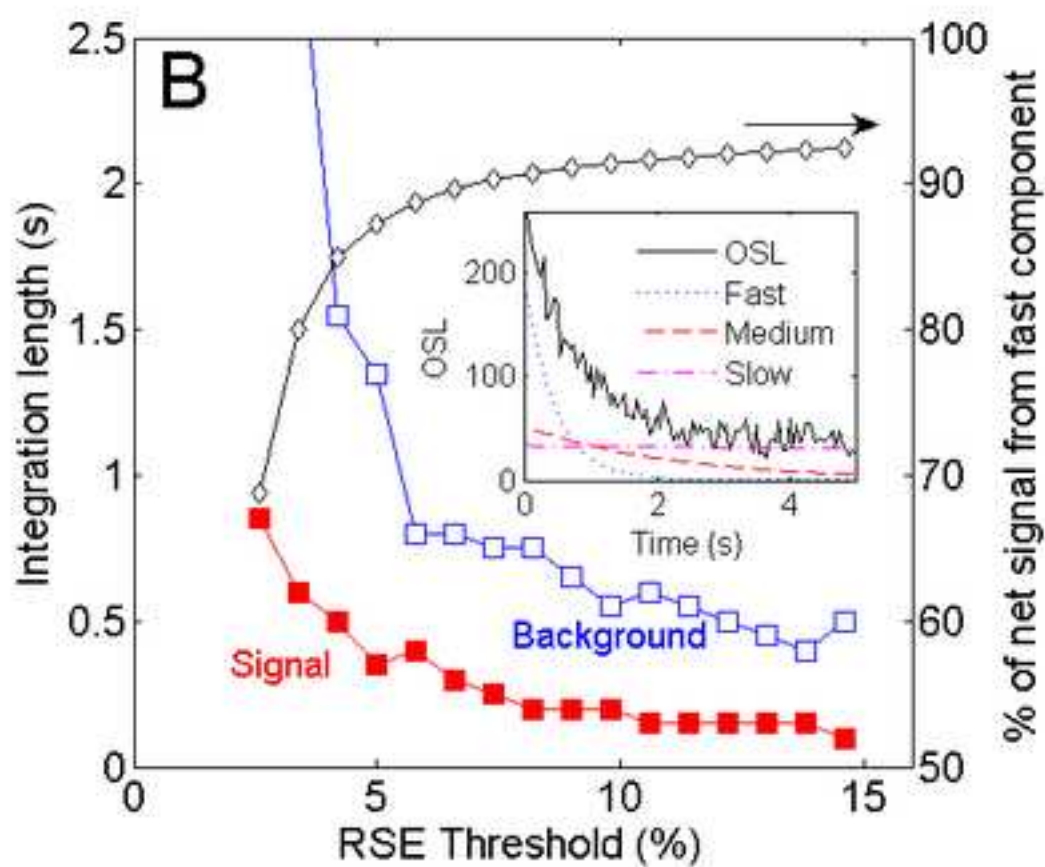 B
2.5
2
1.5
1
0.5
0
Integration length (s)
100
90
80
70
60
50
% of net signal from fast component
OSL
Fast
Medium
Slow
200
100
0
OSL
0 2 4
Time (s)
Background
Signal
0 5 10 15
RSE Threshold (%)